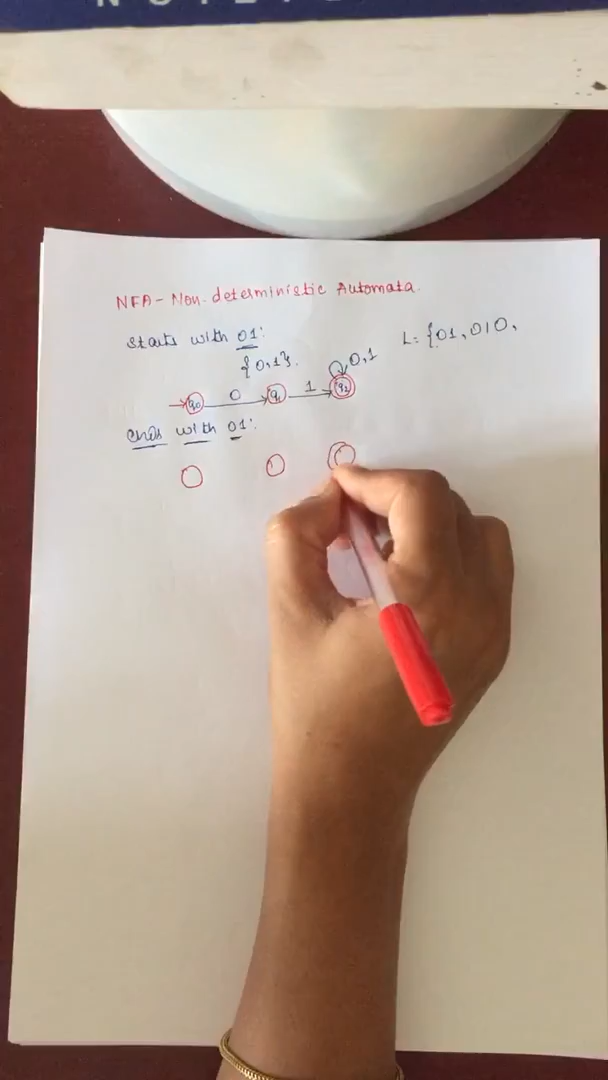 NFA - Non-deterministic Automata.
Starts with 01:
{0,1}.
L: {01, 010,
0,1
q0 0 q1 1 q2
Ends with 01: